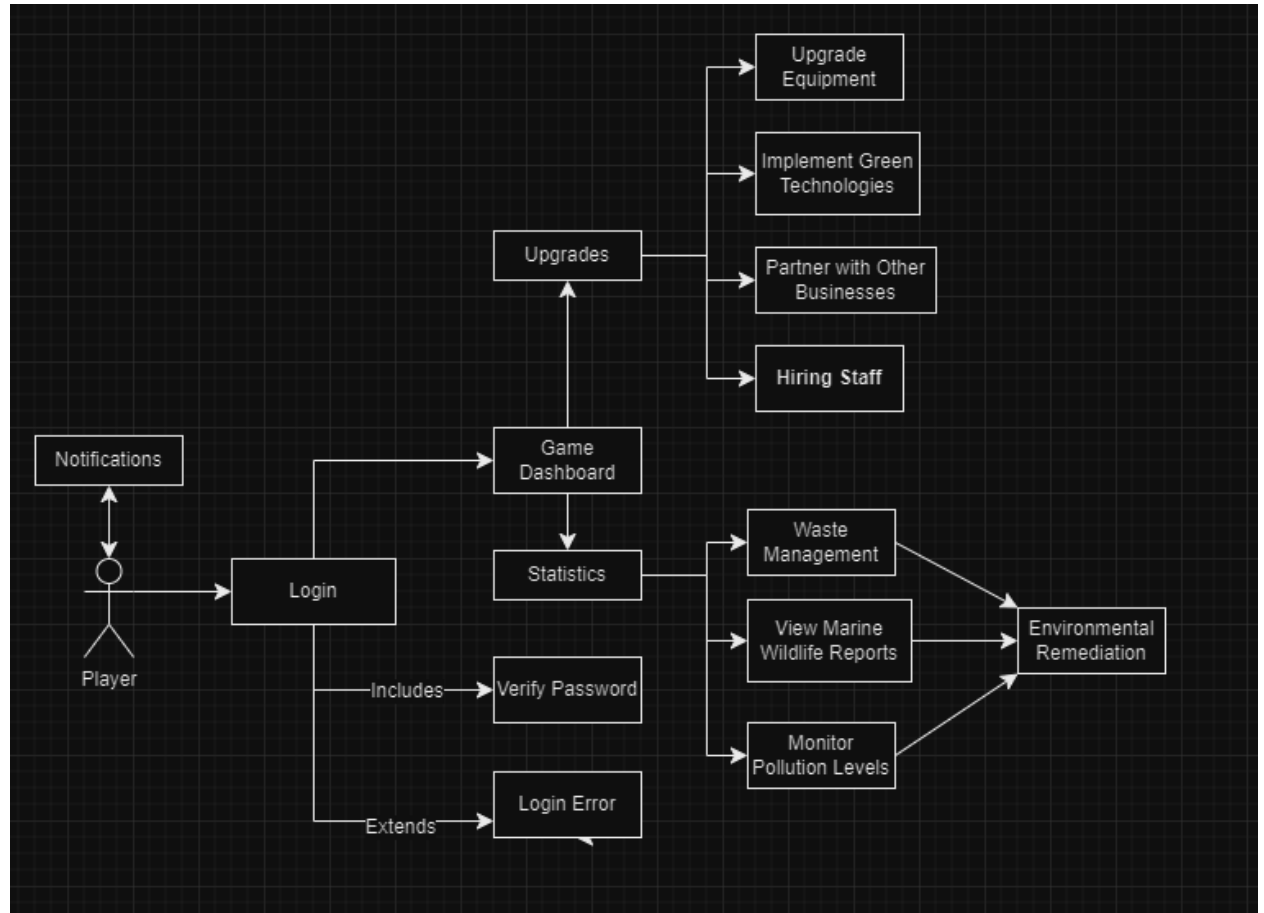 Upgrade
Equipment
Implement Green
Technologies
Upgrades
Partner with Other
Businesses
Hiring Staff
Notifications
Game
Dashboard
Waste
Management
Statistics
Login
View Marine
Wildlife Reports
Environmental
Remediation
Player
Includes
Verify Password
Monitor
Pollution Levels
Login Error
Extends